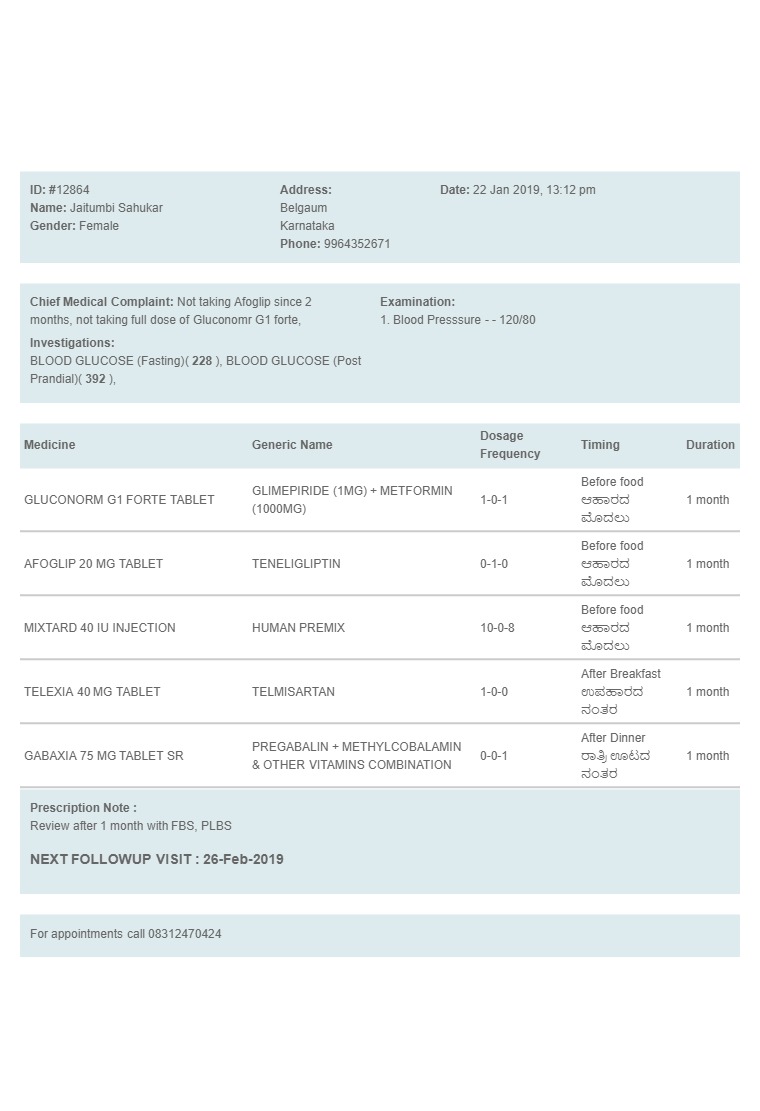 ID: #12864
Name: Jaitumbi Sahukar
Gender: Female
Address:
Belgaum
Karnataka
Phone: 9964352671
Date: 22 Jan 2019, 13:12 pm
Chief Medical Complaint: Not taking Afoglip since 2
months, not taking full dose of Gluconomr G1 forte,
Investigations:
BLOOD GLUCOSE (Fasting)( 228 ), BLOOD GLUCOSE (Post
Prandial)( 392 ),
Examination:
1. Blood Presssure - - 120/80
Medicine Generic Name Dosage Frequency Timing Duration
GLUCONORM G1 FORTE TABLET
GLIMEPIRIDE (1MG) + METFORMIN
(1000MG)
1-0-1
Before food
ಆಹಾರದ
ಮೊದಲು
1 month
AFOGLIP 20 MG TABLET
TENELIGLIPTIN
0-1-0
Before food
ಆಹಾರದ
ಮೊದಲು
1 month
MIXTARD 40 IU INJECTION
HUMAN PREMIX
10-0-8
Before food
ಆಹಾರದ
ಮೊದಲು
1 month
TELEXIA 40 MG TABLET
TELMISARTAN
1-0-0
After Breakfast
ಉಪಹಾರದ
ನಂತರ
1 month
GABAXIA 75 MG TABLET SR
PREGABALIN + METHYLCOBALAMIN
& OTHER VITAMINS COMBINATION
0-0-1
After Dinner
ರಾತ್ರಿ ಊಟದ
ನಂತರ
1 month
Prescription Note :
Review after 1 month with FBS, PLBS
NEXT FOLLOWUP VISIT : 26-Feb-2019
For appointments call 08312470424